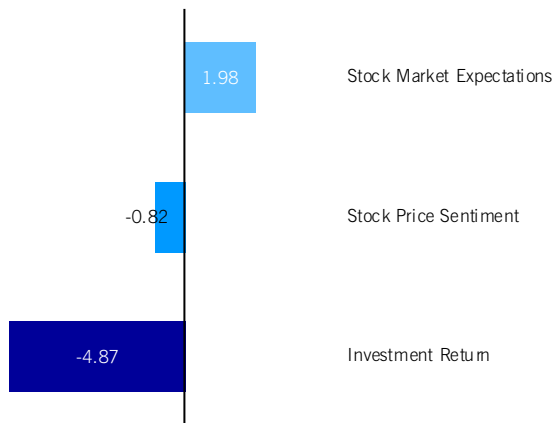 1.98 Stock Market Expectations
-0.82 Stock Price Sentiment
-4.87 Investment Return